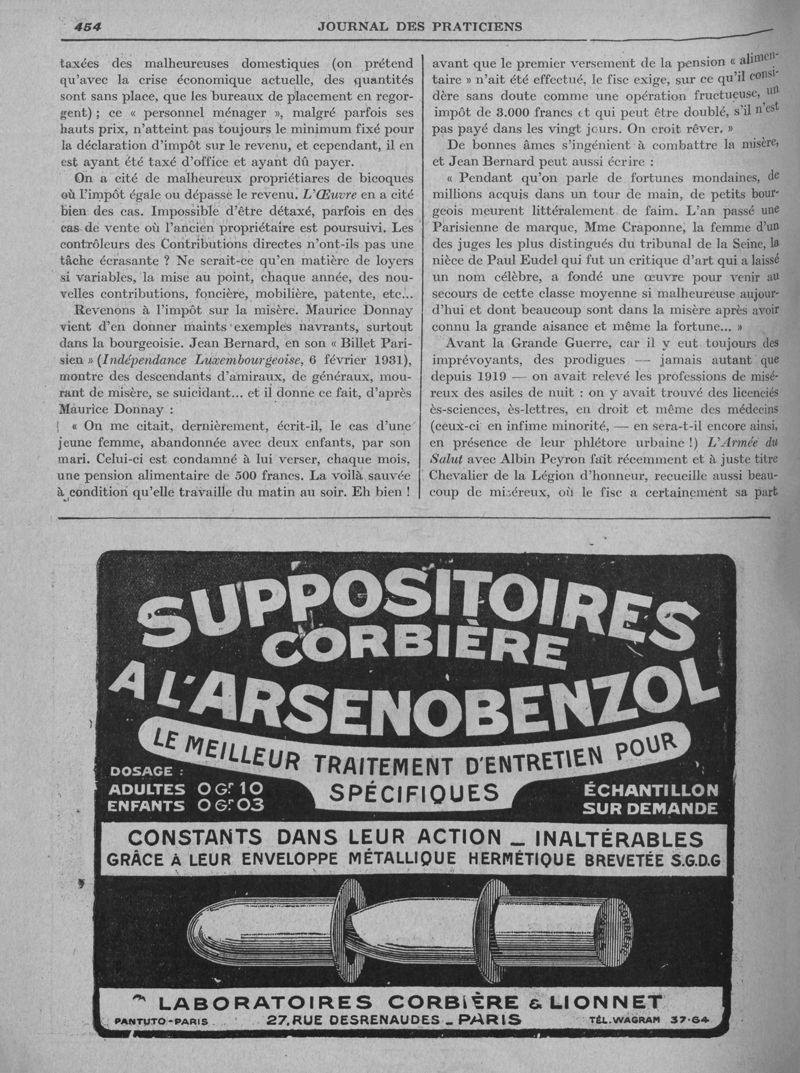 454
JOURNAL DES PRATICIENS
taxées des malheureuses domestiques (on prétend
qu'avec la crise économique actuelle, des quantités
sont sans place, que les bureaux de placement en regor-
gent) ; ce « personnel ménager », malgré parfois ses
hauts prix, n'atteint pas toujours le minimum fixé pour
la déclaration d'impôt sur le revenu, et cependant, il en
est ayant été taxé d'office et ayant dû payer.
On a cité de malheureux propriétaires de bicoques
où l'impôt égale ou dépasse le revenu. L'Œuvre en a cité
bien des cas. Impossible d'être détaxé, parfois en des
cas de vente où l'ancien propriétaire est poursuivi. Les
contrôleurs des Contributions directes n'ont-ils pas une
tâche écrasante ? Ne serait-ce qu'en matière de loyers
si variables, la mise au point, chaque année, des nou-
velles contributions, foncière, mobilière, patente, etc...
Revenons à l'impôt sur la misère. Maurice Donnay
vient d'en donner maints exemples navrants, surtout
dans la bourgeoisie. Jean Bernard, en son « Billet Pari-
sien » (Indépendance Luxembourgeoise, 6 février 1931),
montre des descendants d'amiraux, de généraux, mou-
rant de misère, se suicidant... et il donne ce fait, d'après
Maurice Donnay :
« On me citait, dernièrement, écrit-il, le cas d'une
jeune femme, abandonnée avec deux enfants, par son
mari. Celui-ci est condamné à lui verser, chaque mois,
une pension alimentaire de 500 francs. La voilà sauvée
à condition qu'elle travaille du matin au soir. Eh bien !
avant que le premier versement de la pension « alimen-
taire » n'ait été effectué, le fisc exige, sur ce qu'il consi-
dère sans doute comme une opération fructueuse, un
impôt de 3.000 francs et qui peut être doublé, s'il n'est
pas payé dans les vingt jours. On croit rêver. »
De bonnes âmes s'ingénient à combattre la misère,
et Jean Bernard peut aussi écrire :
« Pendant qu'on parle de fortunes mondaines, de
millions acquis dans un tour de main, de petits bour-
geois meurent littéralement de faim. L'an passé une
Parisienne de marque, Mme Craponne, la femme d'un
des juges les plus distingués du tribunal de la Seine, la
nièce de Paul Eudel qui fut un critique d'art qui a laissé
un nom célèbre, a fondé une œuvre pour venir au
secours de cette classe moyenne si malheureuse aujour-
d'hui et dont beaucoup sont dans la misère après avoir
connu la grande aisance et même la fortune... »
Avant la Grande Guerre, car il y eut toujours des
imprévoyants, des prodigues — jamais autant que
depuis 1919 — on avait relevé les professions de misé-
reux des asiles de nuit : on y avait trouvé des licenciés
ès-sciences, ès-lettres, en droit et même des médecins
(ceux-ci en infime minorité, — en sera-t-il encore ainsi,
en présence de leur phlétore urbaine !) L'Armée du
Salut avec Albin Peyron fait récemment et à juste titre
Chevalier de la Légion d'honneur, recueille aussi beau-
coup de miséreux, où le fisc a certainement sa part
SUPPOSITOIRES
CORBIÈRE
A L'ARSENOBENZOL
LE MEILLEUR TRAITEMENT D'ENTRETIEN POUR
SPÉCIFIQUES
DOSAGE :
ADULTES 0 Gr 10
ENFANTS 0 Gr 03
ÉCHANTILLON
SUR DEMANDE
CONSTANTS DANS LEUR ACTION _ INALTÉRABLES
GRÂCE A LEUR ENVELOPPE MÉTALLIQUE HERMÉTIQUE BREVETÉE S.G.D.G
CORBIÈRE
LABORATOIRES CORBIÈRE & LIONNET
PANTUTO-PARIS 27, RUE DESRENAUDES _ PARIS TÉL. WAGRAM 37-64